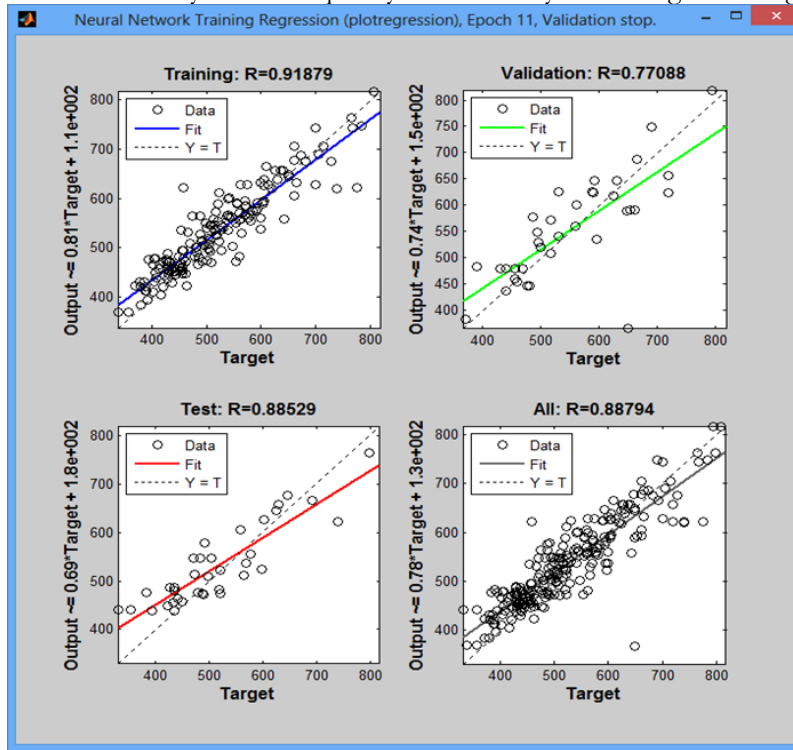 Neural Network Training Regression (plotregression), Epoch 11, Validation stop.
Training: R=0.91879
Output ~= 0.81*Target + 1.1e+002
800
700
600
500
400
Data
Fit
Y = T
400 500 600 700 800
Target
Validation: R=0.77088
Output ~= 0.74*Target + 1.5e+002
800
750
700
650
600
550
500
450
400
350
Data
Fit
Y = T
400 500 600 700 800
Target
Test: R=0.88529
Output ~= 0.69*Target + 1.8e+002
800
700
600
500
400
Data
Fit
Y = T
400 500 600 700 800
Target
All: R=0.88794
Output ~= 0.78*Target + 1.3e+002
800
700
600
500
400
Data
Fit
Y = T
400 500 600 700 800
Target